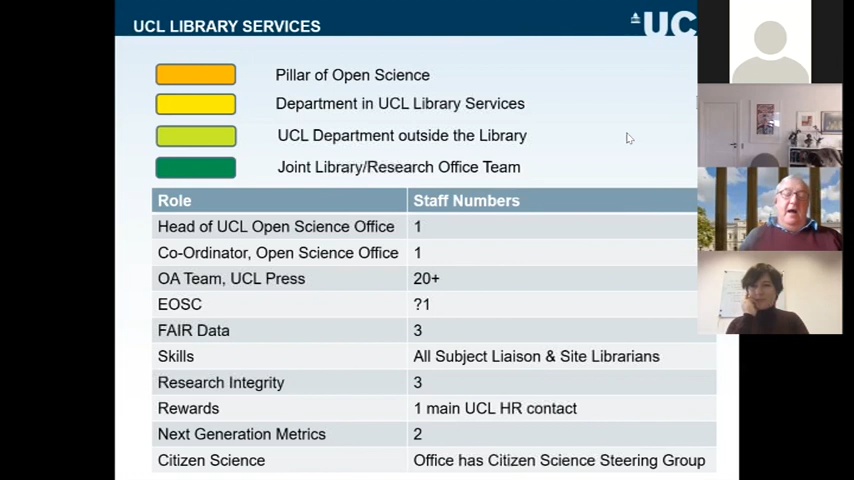 UCL LIBRARY SERVICES
UC
Pillar of Open Science
Department in UCL Library Services
UCL Department outside the Library
Joint Library/Research Office Team
Role Staff Numbers
Head of UCL Open Science Office 1
Co-Ordinator, Open Science Office 1
OA Team, UCL Press 20+
EOSC ?1
FAIR Data 3
Skills All Subject Liaison & Site Librarians
Research Integrity 3
Rewards 1 main UCL HR contact
Next Generation Metrics 2
Citizen Science Office has Citizen Science Steering Group